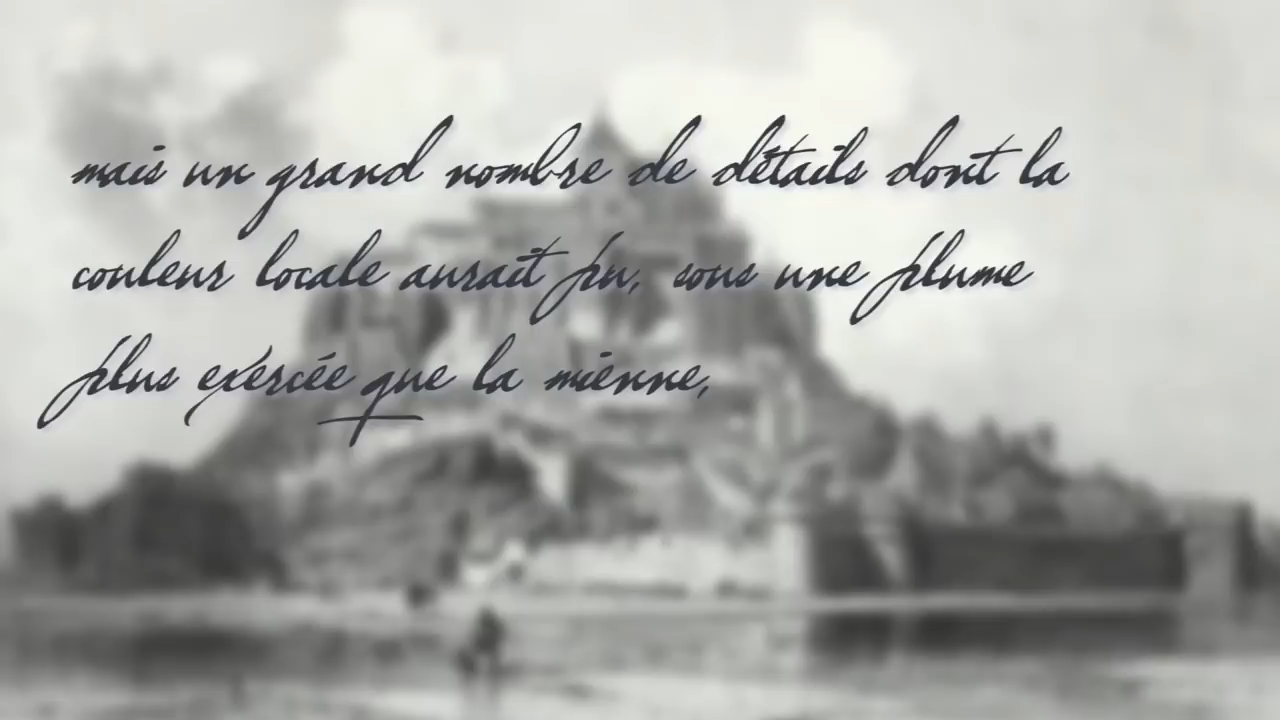 mais un grand nombre de détails dont la
couleur locale aurait pu, sous une plume
plus exercée que la mienne,